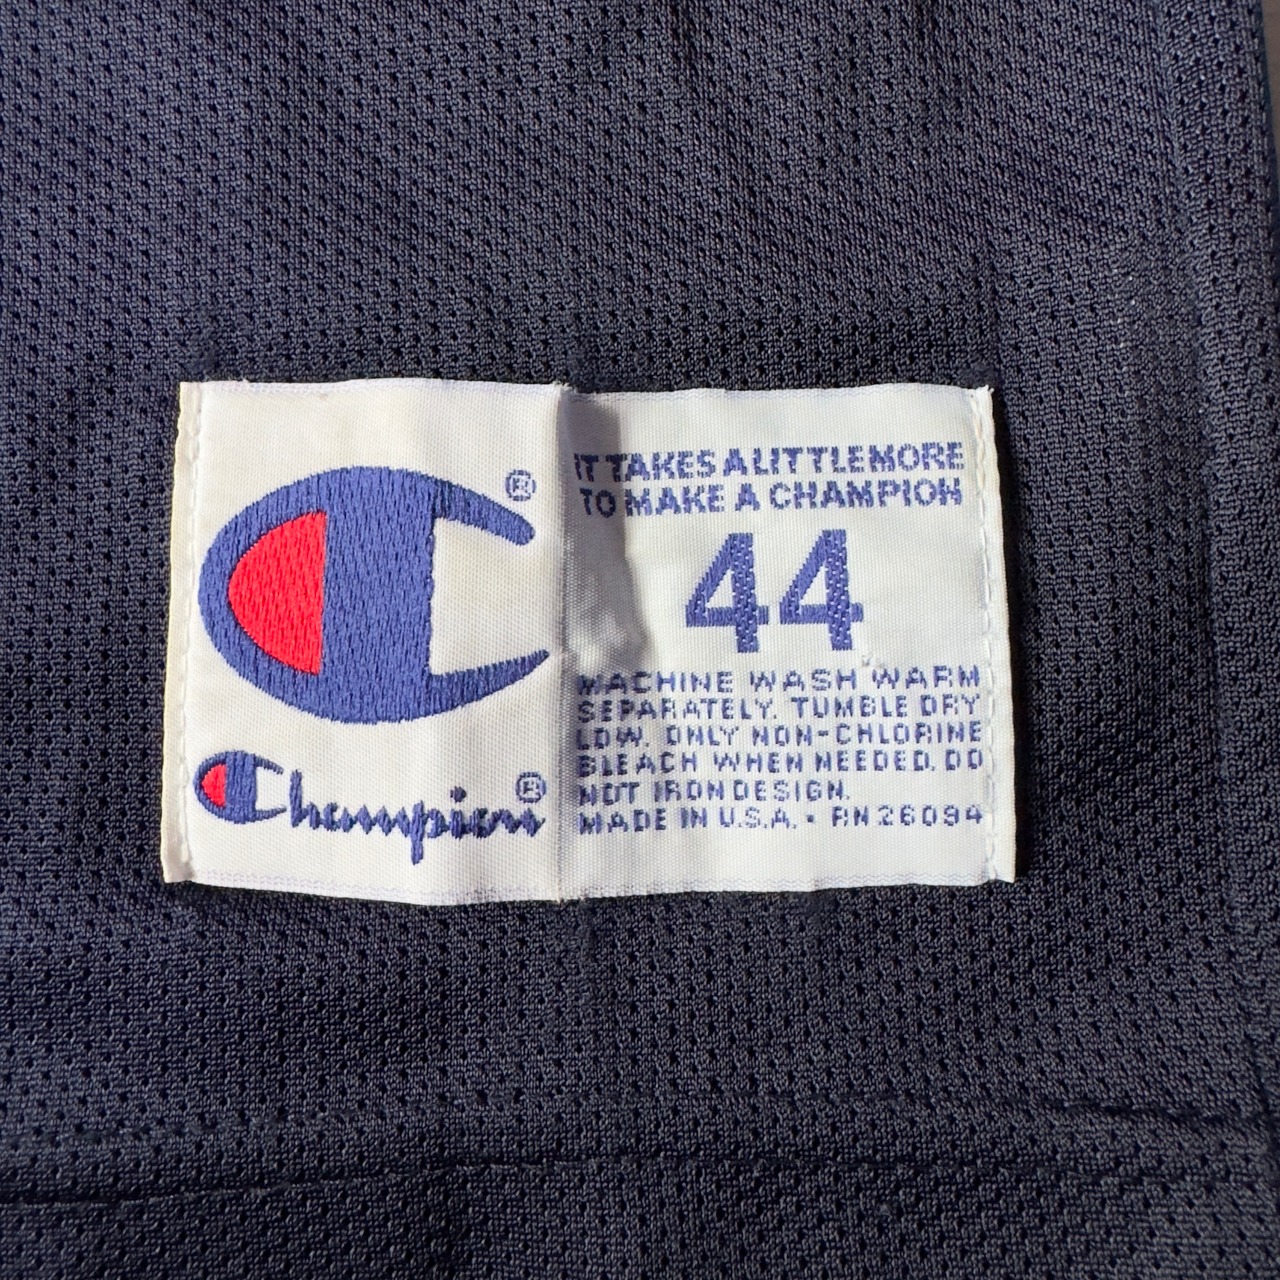 ®
Champion®
IT TAKES A LITTLE MORE
TO MAKE A CHAMPION
44
MACHINE WASH WARM
SEPARATELY. TUMBLE DRY
LOW. ONLY NON-CHLORINE
BLEACH WHEN NEEDED. DO
NOT IRON DESIGN.
MADE IN U.S.A. • RN 26094